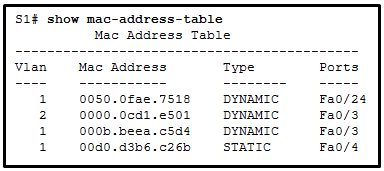 S1# show mac-address-table
Mac Address Table
-------------------------------------------
Vlan Mac Address Type Ports
---- ----------- -------- -----
1 0050.0fae.7518 DYNAMIC Fa0/24
2 0000.0cd1.e501 DYNAMIC Fa0/3
1 000b.beea.c5d4 DYNAMIC Fa0/3
1 00d0.d3b6.c26b STATIC Fa0/4